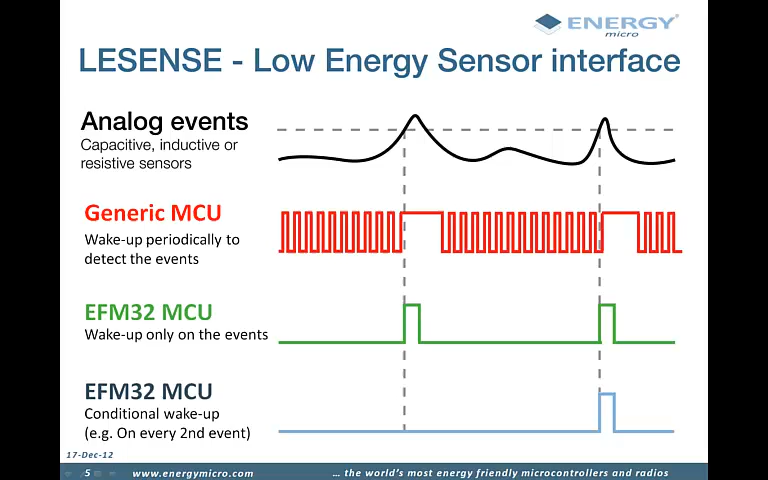 ENERGY
micro
LESENSE - Low Energy Sensor interface
Analog events
Capacitive, inductive or
resistive sensors
Generic MCU
Wake-up periodically to
detect the events
EFM32 MCU
Wake-up only on the events
EFM32 MCU
Conditional wake-up
(e.g. On every 2nd event)
17-Dec-12
5
www.energymicro.com
... the world's most energy friendly microcontrollers and radios